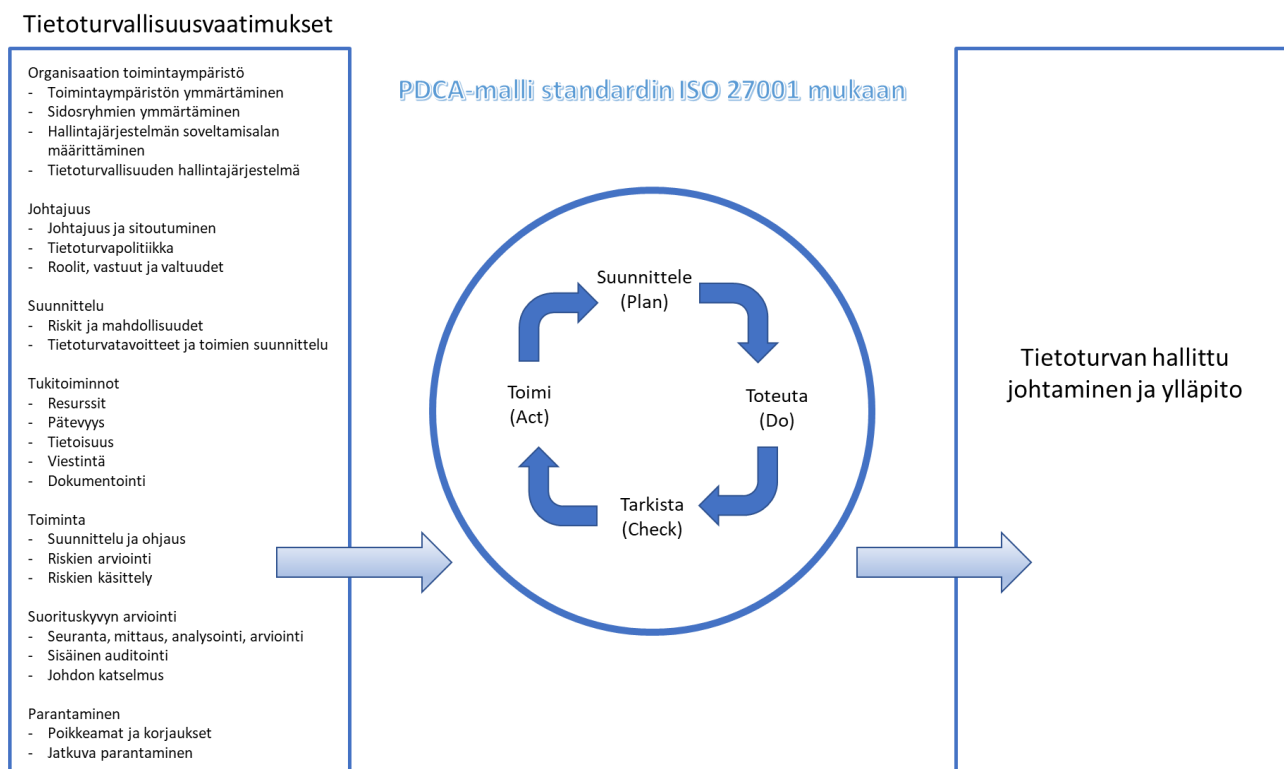 Tietoturvallisuusvaatimukset
Organisaation toimintaympäristö
- Toimintaympäristön ymmärtäminen
- Sidosryhmien ymmärtäminen
- Hallintajärjestelmän soveltamisalan
määrittäminen
- Tietoturvallisuuden hallintajärjestelmä
Johtajuus
- Johtajuus ja sitoutuminen
- Tietoturvapolitiikka
- Roolit, vastuut ja valtuudet
Suunnittelu
- Riskit ja mahdollisuudet
- Tietoturvatavoitteet ja toimien suunnittelu
Tukitoiminnot
- Resurssit
- Pätevyys
- Tietoisuus
- Viestintä
- Dokumentointi
Toiminta
- Suunnittelu ja ohjaus
- Riskien arviointi
- Riskien käsittely
Suorituskyvyn arviointi
- Seuranta, mittaus, analysointi, arviointi
- Sisäinen auditointi
- Johdon katselmus
Parantaminen
- Poikkeamat ja korjaukset
- Jatkuva parantaminen
PDCA-malli standardin ISO 27001 mukaan
Suunnittele
(Plan)
Toteuta
(Do)
Tarkista
(Check)
Toimi
(Act)
Tietoturvan hallittu
johtaminen ja ylläpito